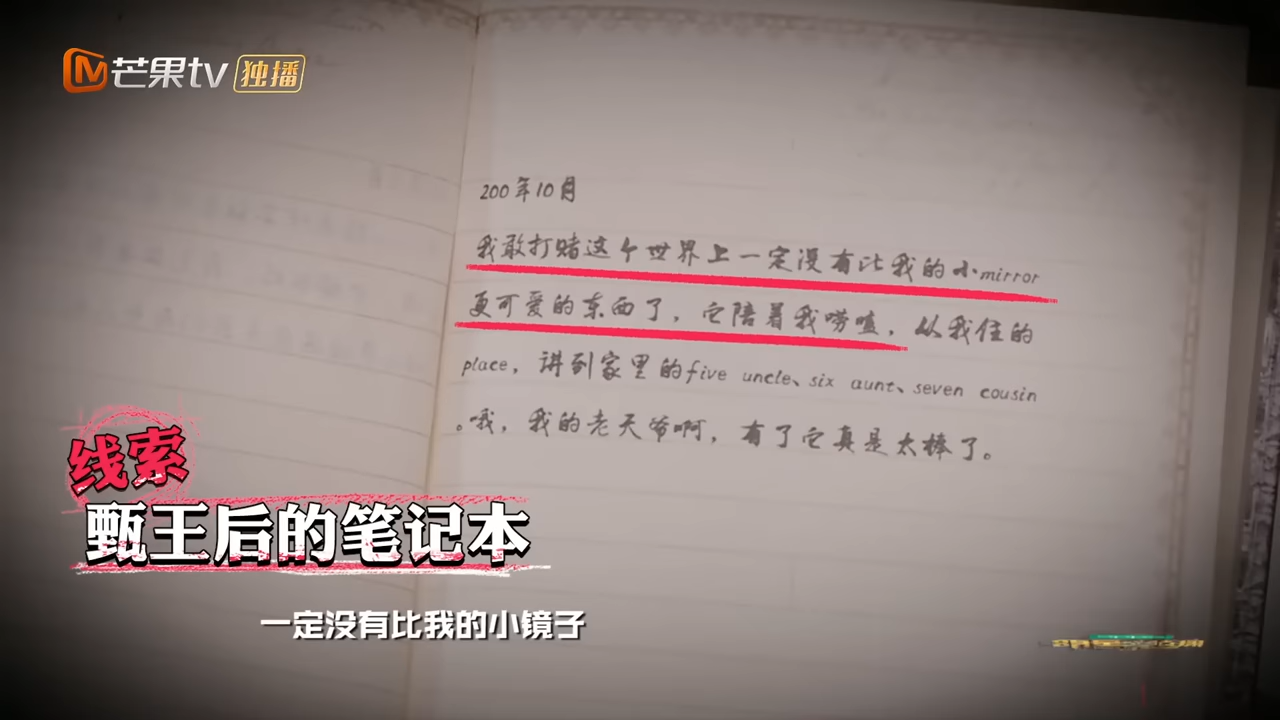 芒果tv 独播
200年10月
我敢打赌这个世界上一定没有比我的小mirror
更可爱的东西了，它陪着我唠嗑，从我住的
place，讲到家里的five uncle、six aunt、seven cousin
。哦，我的老天爷啊，有了它真是太棒了。
线索
甄王后的笔记本
一定没有比我的小镜子